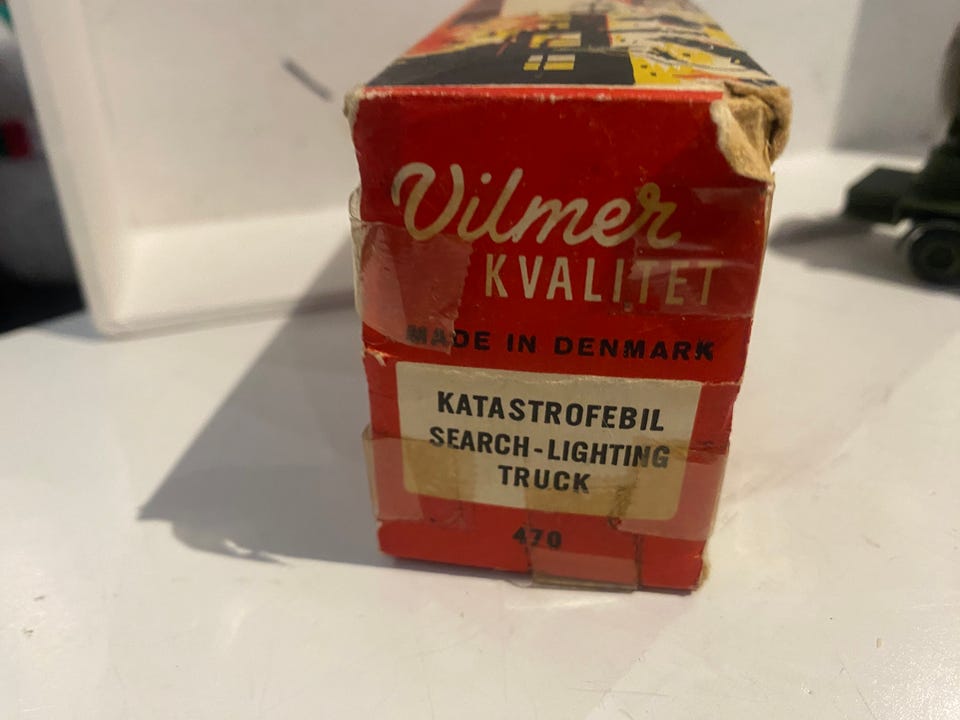 Vilmer
KVALITET
MADE IN DENMARK
KATASTROFEBIL
SEARCH-LIGHTING
TRUCK
470